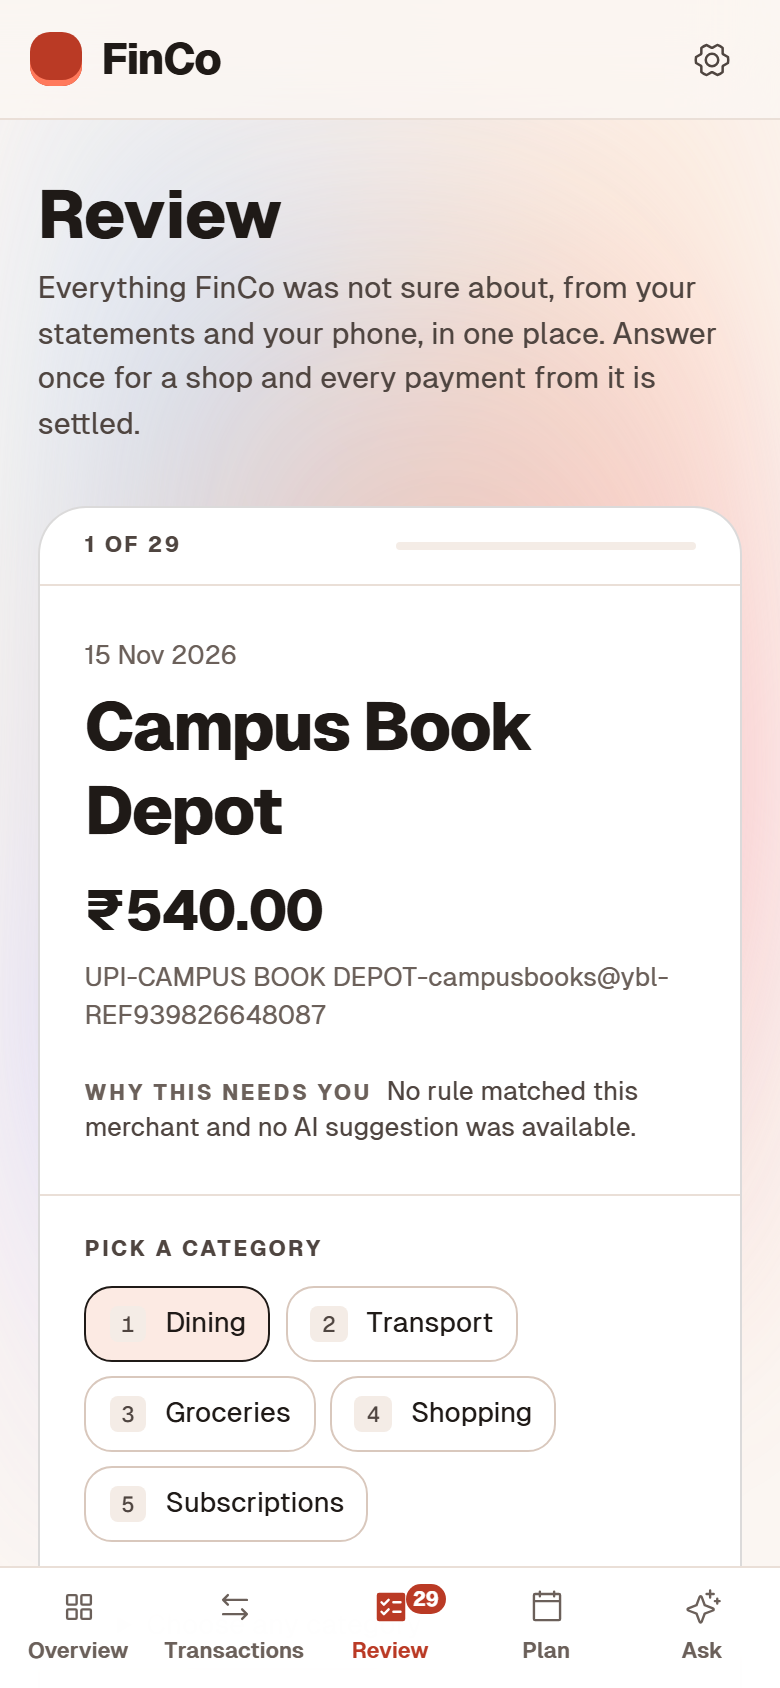 FinCo
Review
Everything FinCo was not sure about, from your
statements and your phone, in one place. Answer
once for a shop and every payment from it is
settled.
1 OF 29
15 Nov 2026
Campus Book
Depot
₹540.00
UPI-CAMPUS BOOK DEPOT-campusbooks@ybl-
REF939826648087
WHY THIS NEEDS YOU No rule matched this
merchant and no AI suggestion was available.
PICK A CATEGORY
1 Dining 2 Transport
3 Groceries 4 Shopping
5 Subscriptions
29
Overview Transactions Review Plan Ask